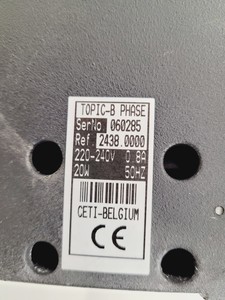 TOPIC-B PHASE
SerNo 060285
Ref. 2438.0000
220-240V 0.8A
20W 50HZ
CETI-BELGIUM
CE